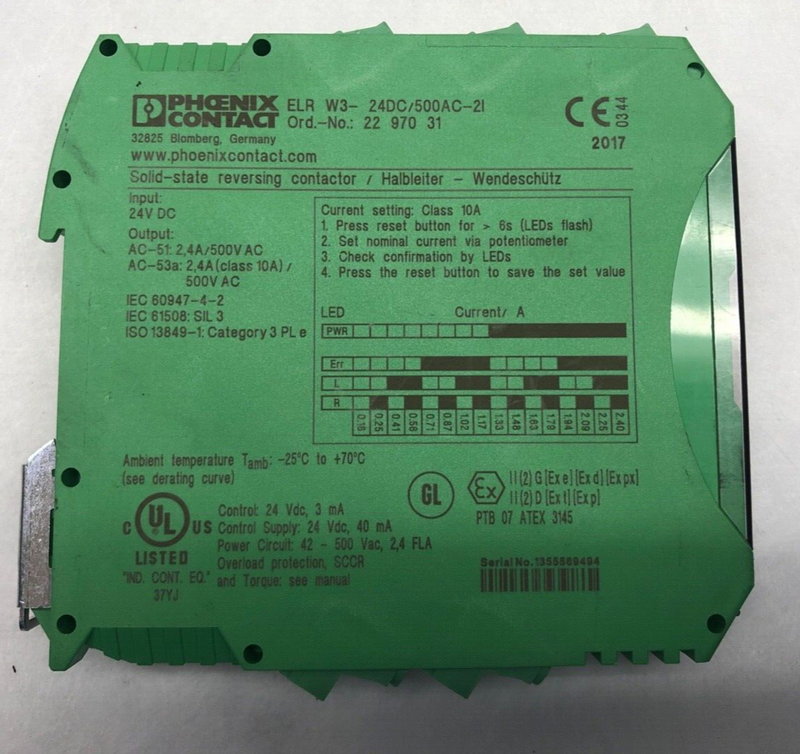 PHŒNIX CONTACT
ELR W3- 24DC/500AC-2I
Ord.-No.: 22 970 31
CE 0344
2017
32825 Blomberg, Germany
www.phoenixcontact.com
Solid-state reversing contactor / Halbleiter - Wendeschütz
Input:
24V DC
Output:
AC-51: 2,4A/500V AC
AC-53a: 2,4A(class 10A) /
500V AC
IEC 60947-4-2
IEC 61508: SIL 3
ISO 13849-1: Category 3 PL e
Current setting: Class 10A
1. Press reset button for > 6s (LEDs flash)
2. Set nominal current via potentiometer
3. Check confirmation by LEDs
4. Press the reset button to save the set value
LED Current/ A
PWR
Err
L
R
0.16 0.25 0.41 0.56 0.71 0.87 1.02 1.17 1.33 1.48 1.63 1.79 1.94 2.09 2.25 2.40
Ambient temperature Tamb: -25°C to +70°C
(see derating curve)
GL
Ex
II(2) G [Ex e] [Ex d] [Ex px]
II(2) D [Ex t] [Ex p]
PTB 07 ATEX 3145
C UL US
LISTED
"IND. CONT. EQ."
37YJ
Control: 24 Vdc, 3 mA
Control Supply: 24 Vdc, 40 mA
Power Circuit: 42 - 500 Vac, 2,4 FLA
Overload protection, SCCR
and Torque: see manual
Serial No. 1355569494